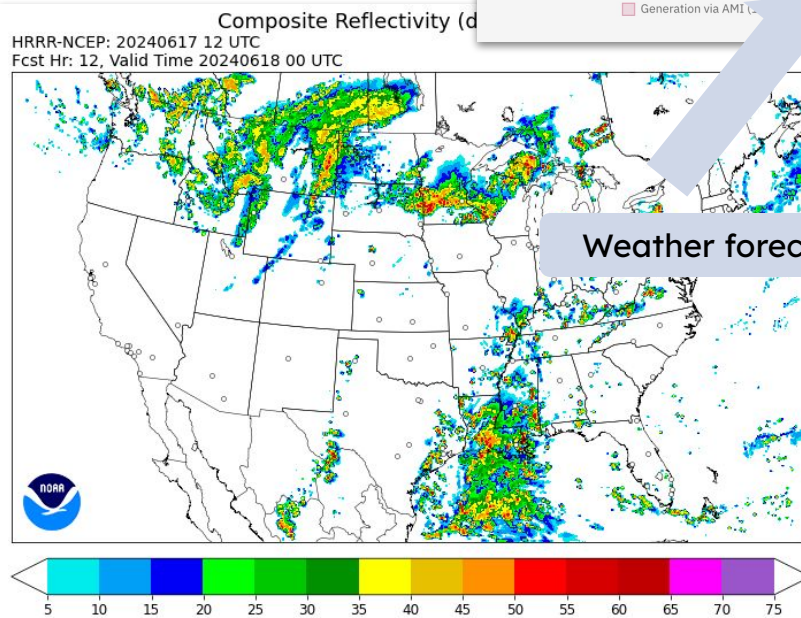 Composite Reflectivity (d
Generation via AMI (
HRRR-NCEP: 20240617 12 UTC
Fcst Hr: 12, Valid Time 20240618 00 UTC
Weather forec
NOAA
5 10 15 20 25 30 35 40 45 50 55 60 65 70 75